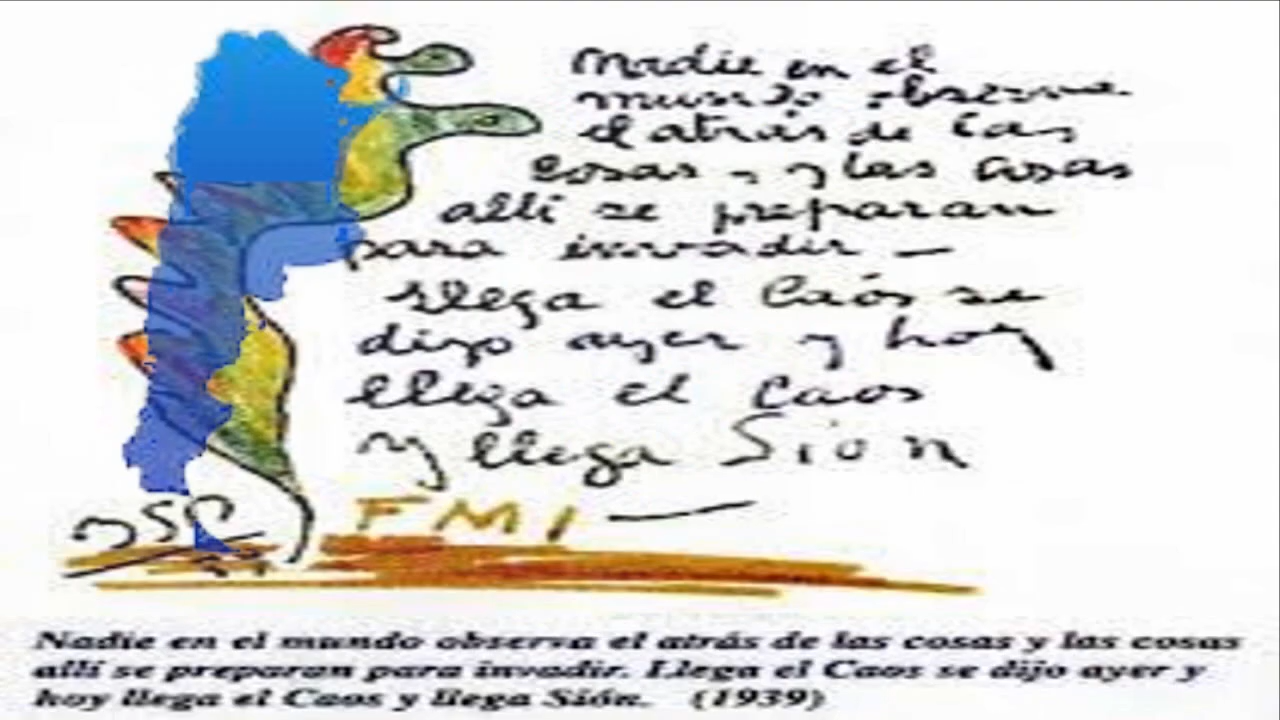 Nadie en el
mundo observa
el atrás de las
cosas, y las cosas
allí se preparan
para invadir —
llega el Caos se
dijo ayer y hoy
llega el Caos
y llega Sión
FMI —
BSP
Nadie en el mundo observa el atrás de las cosas y las cosas
allí se preparan para invadir. Llega el Caos se dijo ayer y
hoy llega el Caos y llega Sión. (1939)